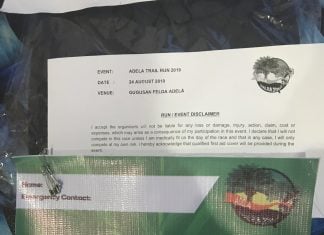 EVENT: ADELA TRAIL RUN 2019
DATE: 24 AUGUST 2019
VENUE: GUGUSAN FELDA ADELA
RUN / EVENT DISCLAIMER
I accept the organisers will not be liable for any loss or damage, injury, action, claim, cost or
expenses, which may arise as a consequence of my participation in this event. I declare that I will not
compete in this race unless I am medically fit on the day of the race and that in any case, I will only
compete at my own risk. I hereby acknowledge that qualified first aid cover will be provided during the
event.
Name:
Emergency Contact: